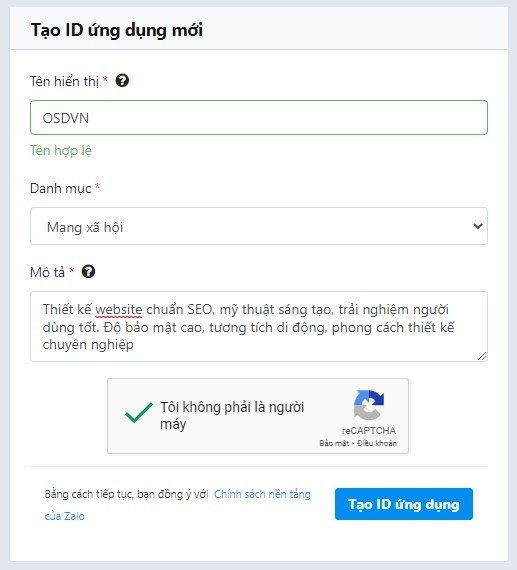 Tạo ID ứng dụng mới
Tên hiển thị *
OSDVN
Tên hợp lệ
Danh mục *
Mạng xã hội
Mô tả *
Thiết kế website chuẩn SEO, mỹ thuật sáng tạo, trải nghiệm người
dùng tốt. Độ bảo mật cao, tương tích di động, phong cách thiết kế
chuyên nghiệp
Tôi không phải là người
máy
reCAPTCHA
Bảo mật - Điều khoản
Bằng cách tiếp tục, bạn đồng ý với Chính sách nền tảng
của Zalo
Tạo ID ứng dụng